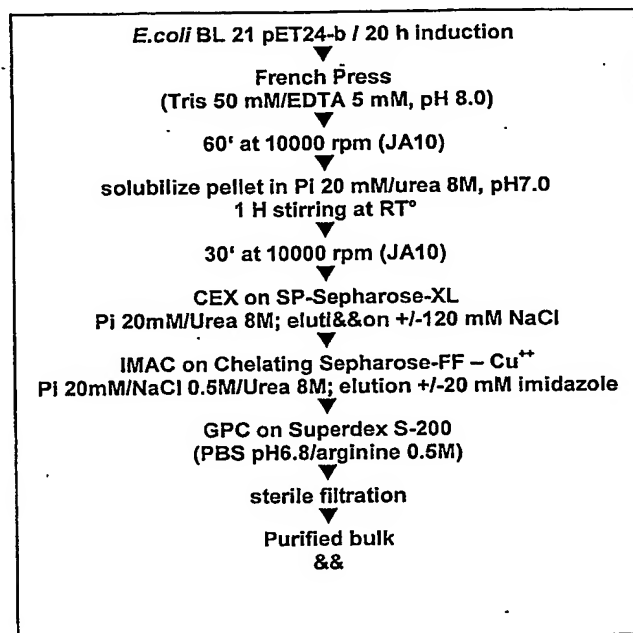 E.coli BL 21 pET24-b / 20 h induction
French Press
(Tris 50 mM/EDTA 5 mM, pH 8.0)
60' at 10000 rpm (JA10)
solubilize pellet in Pi 20 mM/urea 8M, pH7.0
1 H stirring at RT°
30' at 10000 rpm (JA10)
CEX on SP-Sepharose-XL
Pi 20mM/Urea 8M; eluti&&on +/-120 mM NaCl
IMAC on Chelating Sepharose-FF – Cu⁺⁺
Pi 20mM/NaCl 0.5M/Urea 8M; elution +/-20 mM imidazole
GPC on Superdex S-200
(PBS pH6.8/arginine 0.5M)
sterile filtration
Purified bulk
&&